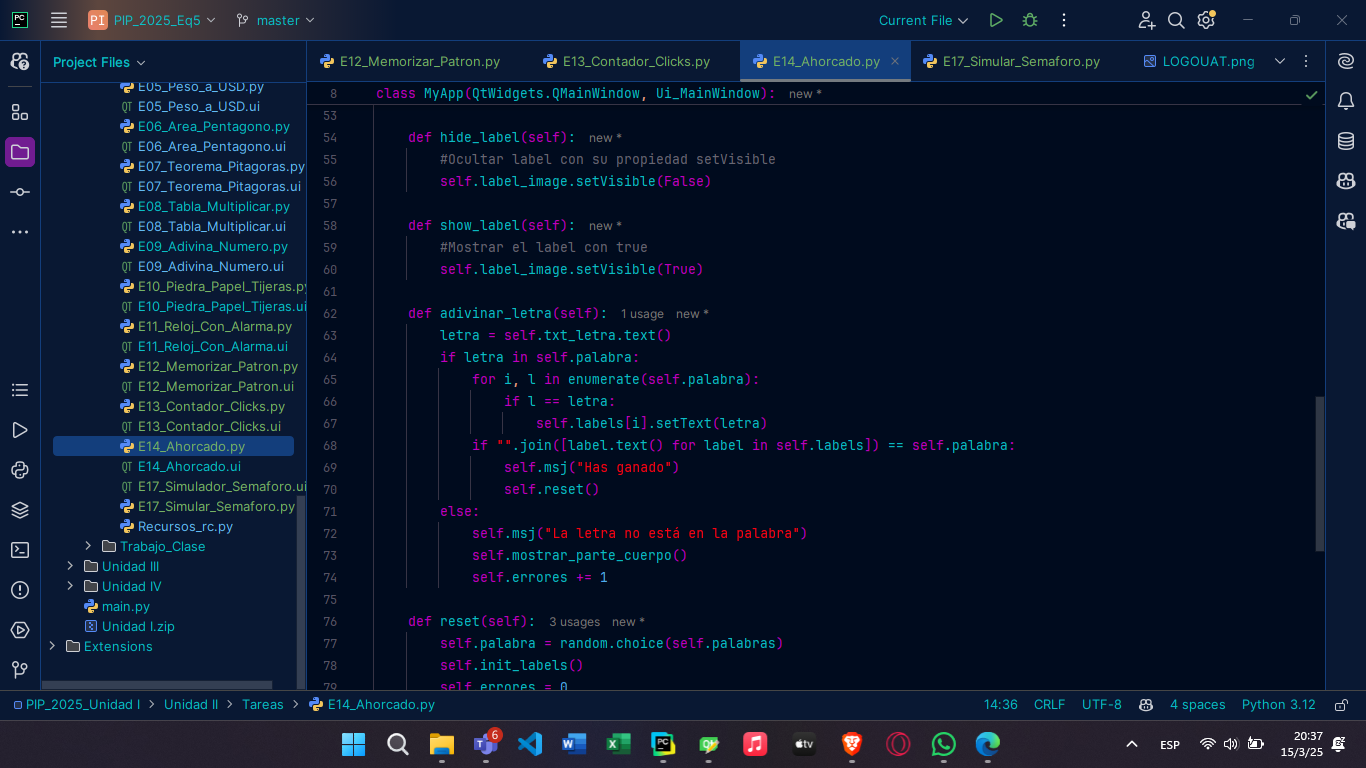 PC
PI PIP_2025_Eq5
master
Current File
Project Files
E12_Memorizar_Patron.py
E13_Contador_Clicks.py
E14_Ahorcado.py
E17_Simular_Semaforo.py
LOGOUAT.png
E05_Peso_a_USD.py
E05_Peso_a_USD.ui
E06_Area_Pentagono.py
E06_Area_Pentagono.ui
E07_Teorema_Pitagoras.py
E07_Teorema_Pitagoras.ui
E08_Tabla_Multiplicar.py
E08_Tabla_Multiplicar.ui
E09_Adivina_Numero.py
E09_Adivina_Numero.ui
E10_Piedra_Papel_Tijeras.py
E10_Piedra_Papel_Tijeras.ui
E11_Reloj_Con_Alarma.py
E11_Reloj_Con_Alarma.ui
E12_Memorizar_Patron.py
E12_Memorizar_Patron.ui
E13_Contador_Clicks.py
E13_Contador_Clicks.ui
E14_Ahorcado.py
E14_Ahorcado.ui
E17_Simulador_Semaforo.ui
E17_Simular_Semaforo.py
Recursos_rc.py
Trabajo_Clase
Unidad III
Unidad IV
main.py
Unidad I.zip
Extensions
8 class MyApp(QtWidgets.QMainWindow, Ui_MainWindow): new *
53
54 def hide_label(self): new *
55 #Ocultar label con su propiedad setVisible
56 self.label_image.setVisible(False)
57
58 def show_label(self): new *
59 #Mostrar el label con true
60 self.label_image.setVisible(True)
61
62 def adivinar_letra(self): 1 usage new *
63 letra = self.txt_letra.text()
64 if letra in self.palabra:
65 for i, l in enumerate(self.palabra):
66 if l == letra:
67 self.labels[i].setText(letra)
68 if "".join([label.text() for label in self.labels]) == self.palabra:
69 self.msj("Has ganado")
70 self.reset()
71 else:
72 self.msj("La letra no está en la palabra")
73 self.mostrar_parte_cuerpo()
74 self.errores += 1
75
76 def reset(self): 3 usages new *
77 self.palabra = random.choice(self.palabras)
78 self.init_labels()
79 self.errores = 0
PIP_2025_Unidad I > Unidad II > Tareas > E14_Ahorcado.py
14:36 CRLF UTF-8 4 spaces Python 3.12
6
tv
ESP
20:37
15/3/25